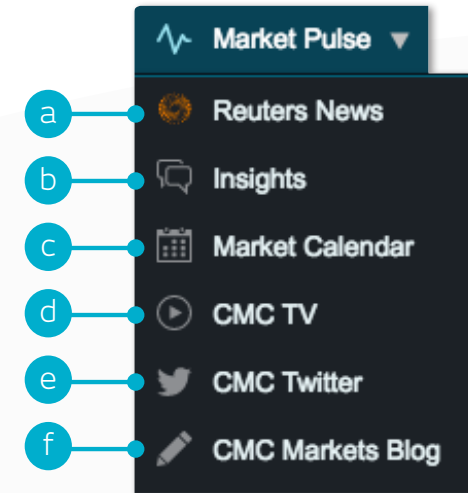 Market Pulse
a Reuters News
b Insights
c Market Calendar
d CMC TV
e CMC Twitter
f CMC Markets Blog